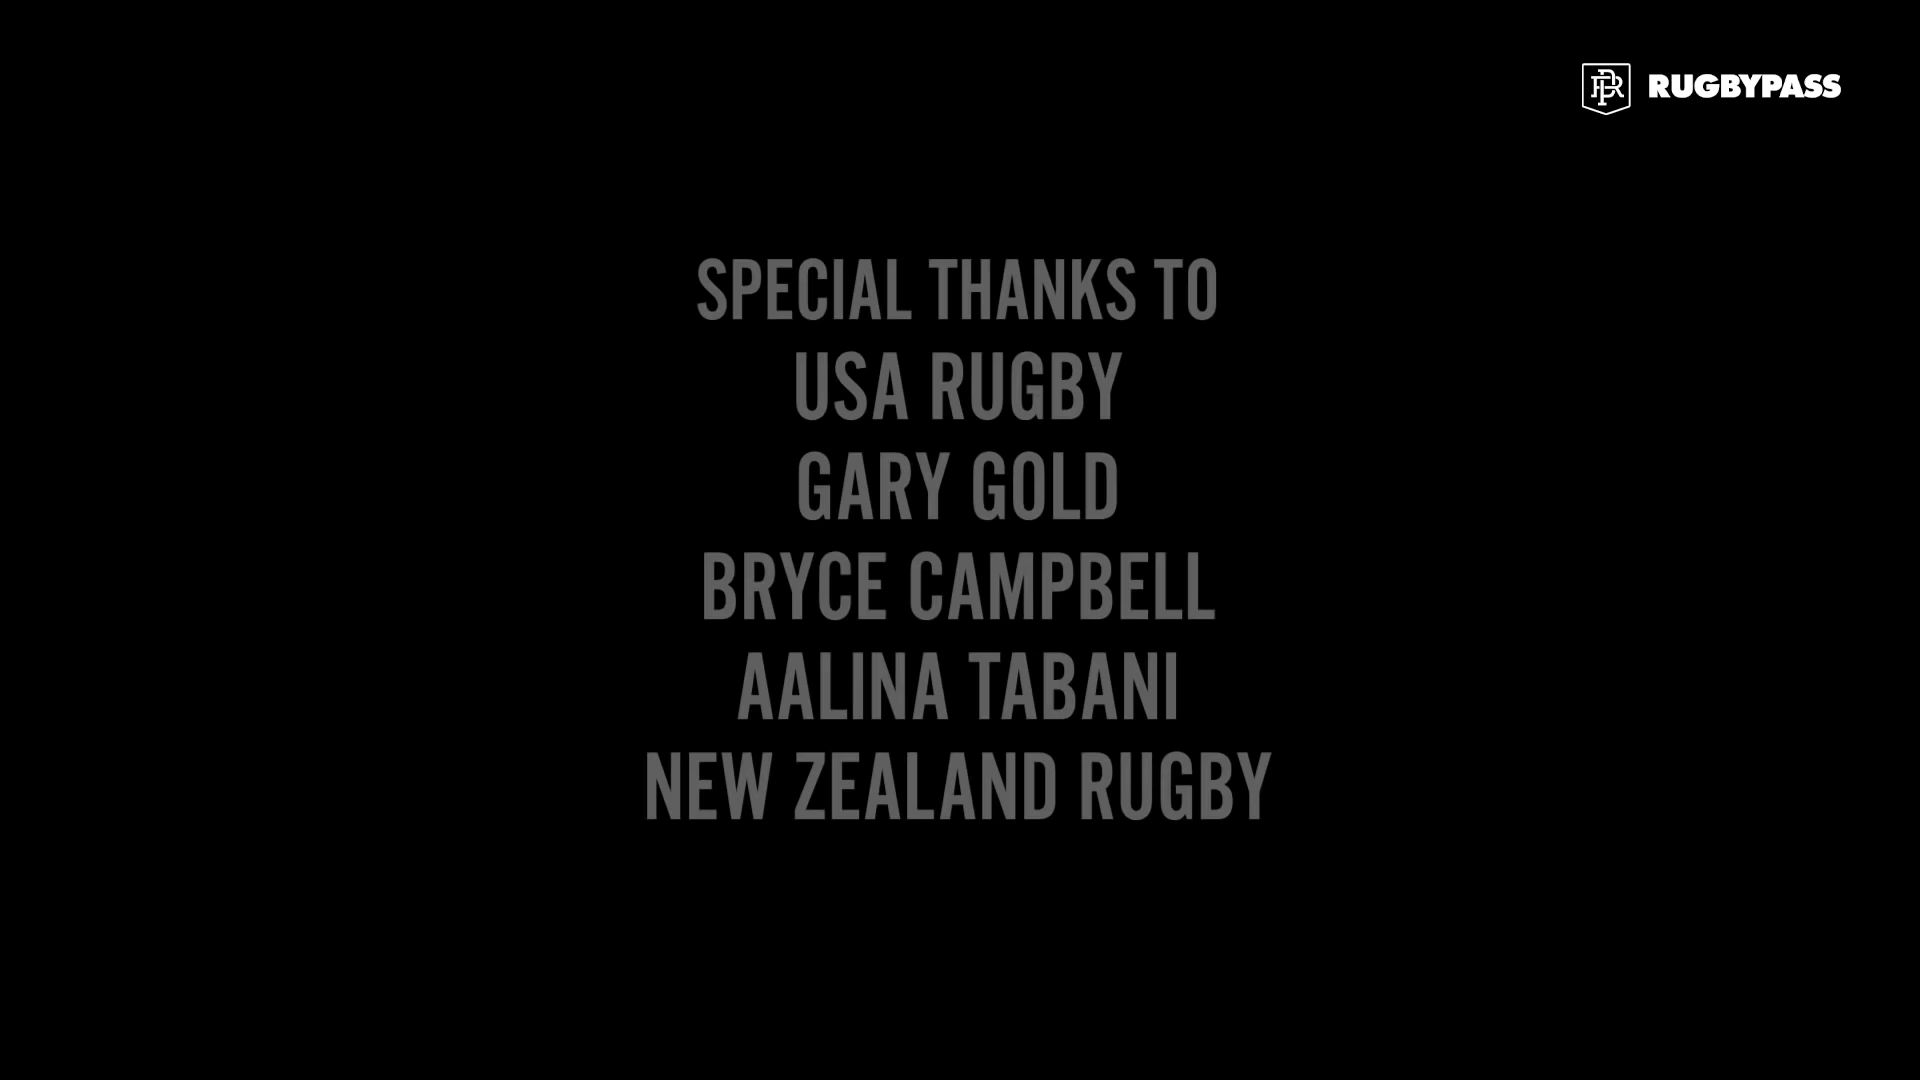 RUGBYPASS
SPECIAL THANKS TO
USA RUGBY
GARY GOLD
BRYCE CAMPBELL
AALINA TABANI
NEW ZEALAND RUGBY